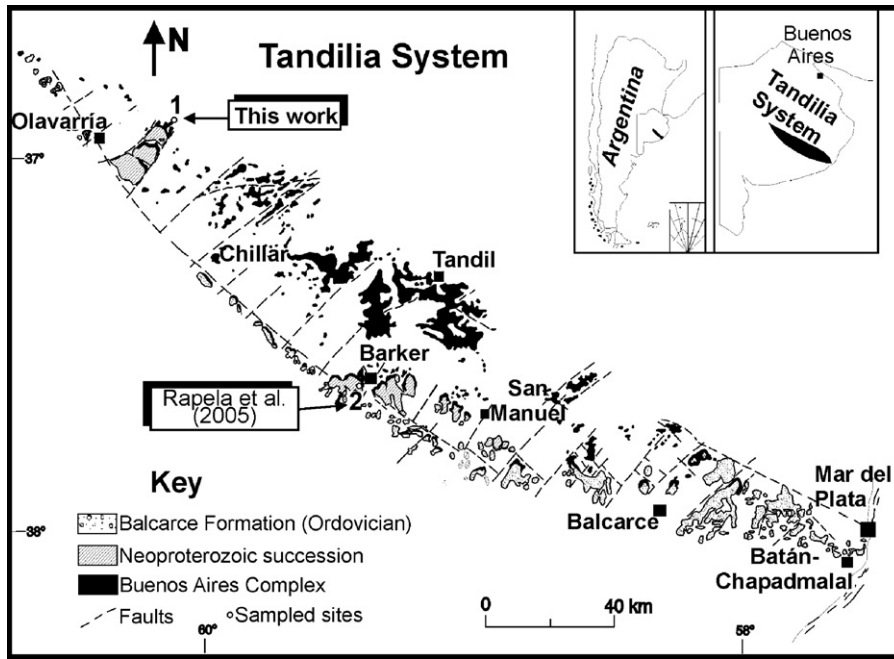 N
Tandilia System
Buenos
Aires
Tandilia
System
Argentina
1
This work
Olavarría
37°
Chillär
Tandil
Barker
2
Rapela et al.
(2005)
San
Manuel
Mar del
Plata
Balcarce
Batán-
Chapadmalal
38°
Key
Balcarce Formation (Ordovician)
Neoproterozoic succession
Buenos Aires Complex
Faults
Sampled sites
0
40 km
60°
58°